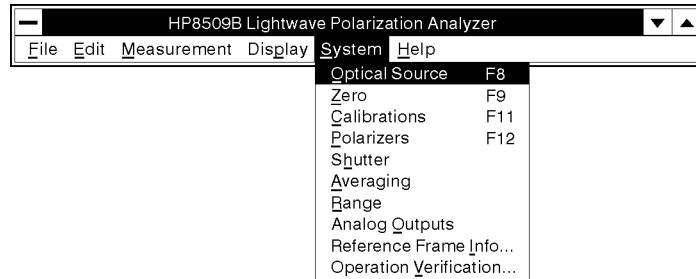 HP8509B Lightwave Polarization Analyzer
File Edit Measurement Display System Help
Optical Source F8
Zero F9
Calibrations F11
Polarizers F12
Shutter
Averaging
Range
Analog Outputs
Reference Frame Info...
Operation Verification...